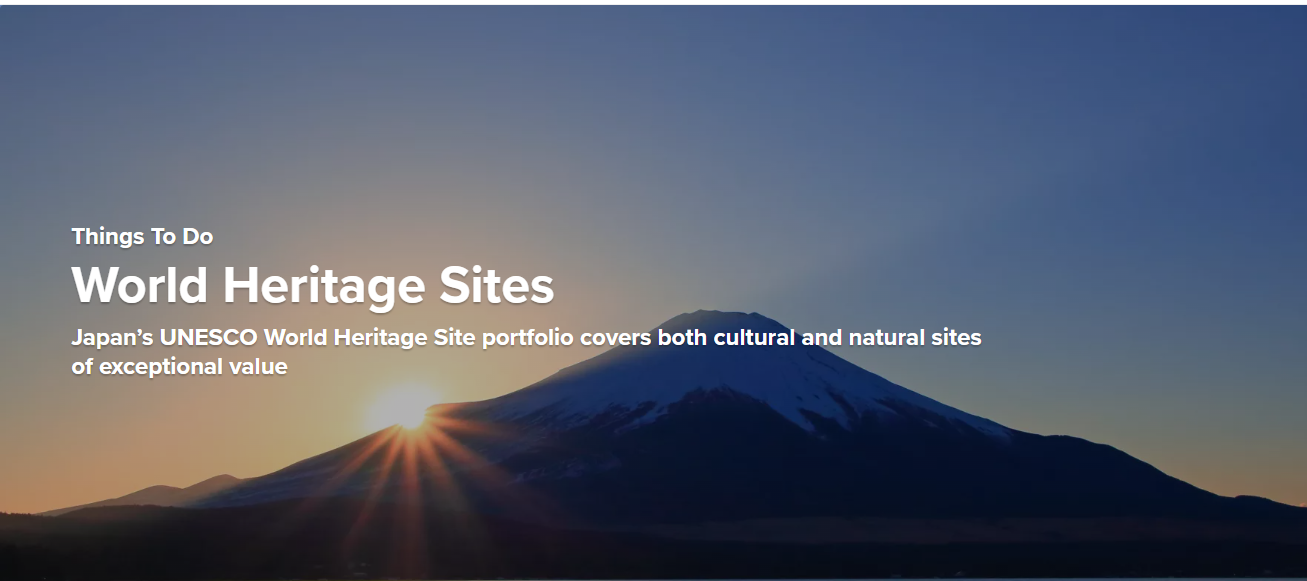 Things To Do
World Heritage Sites
Japan’s UNESCO World Heritage Site portfolio covers both cultural and natural sites
of exceptional value